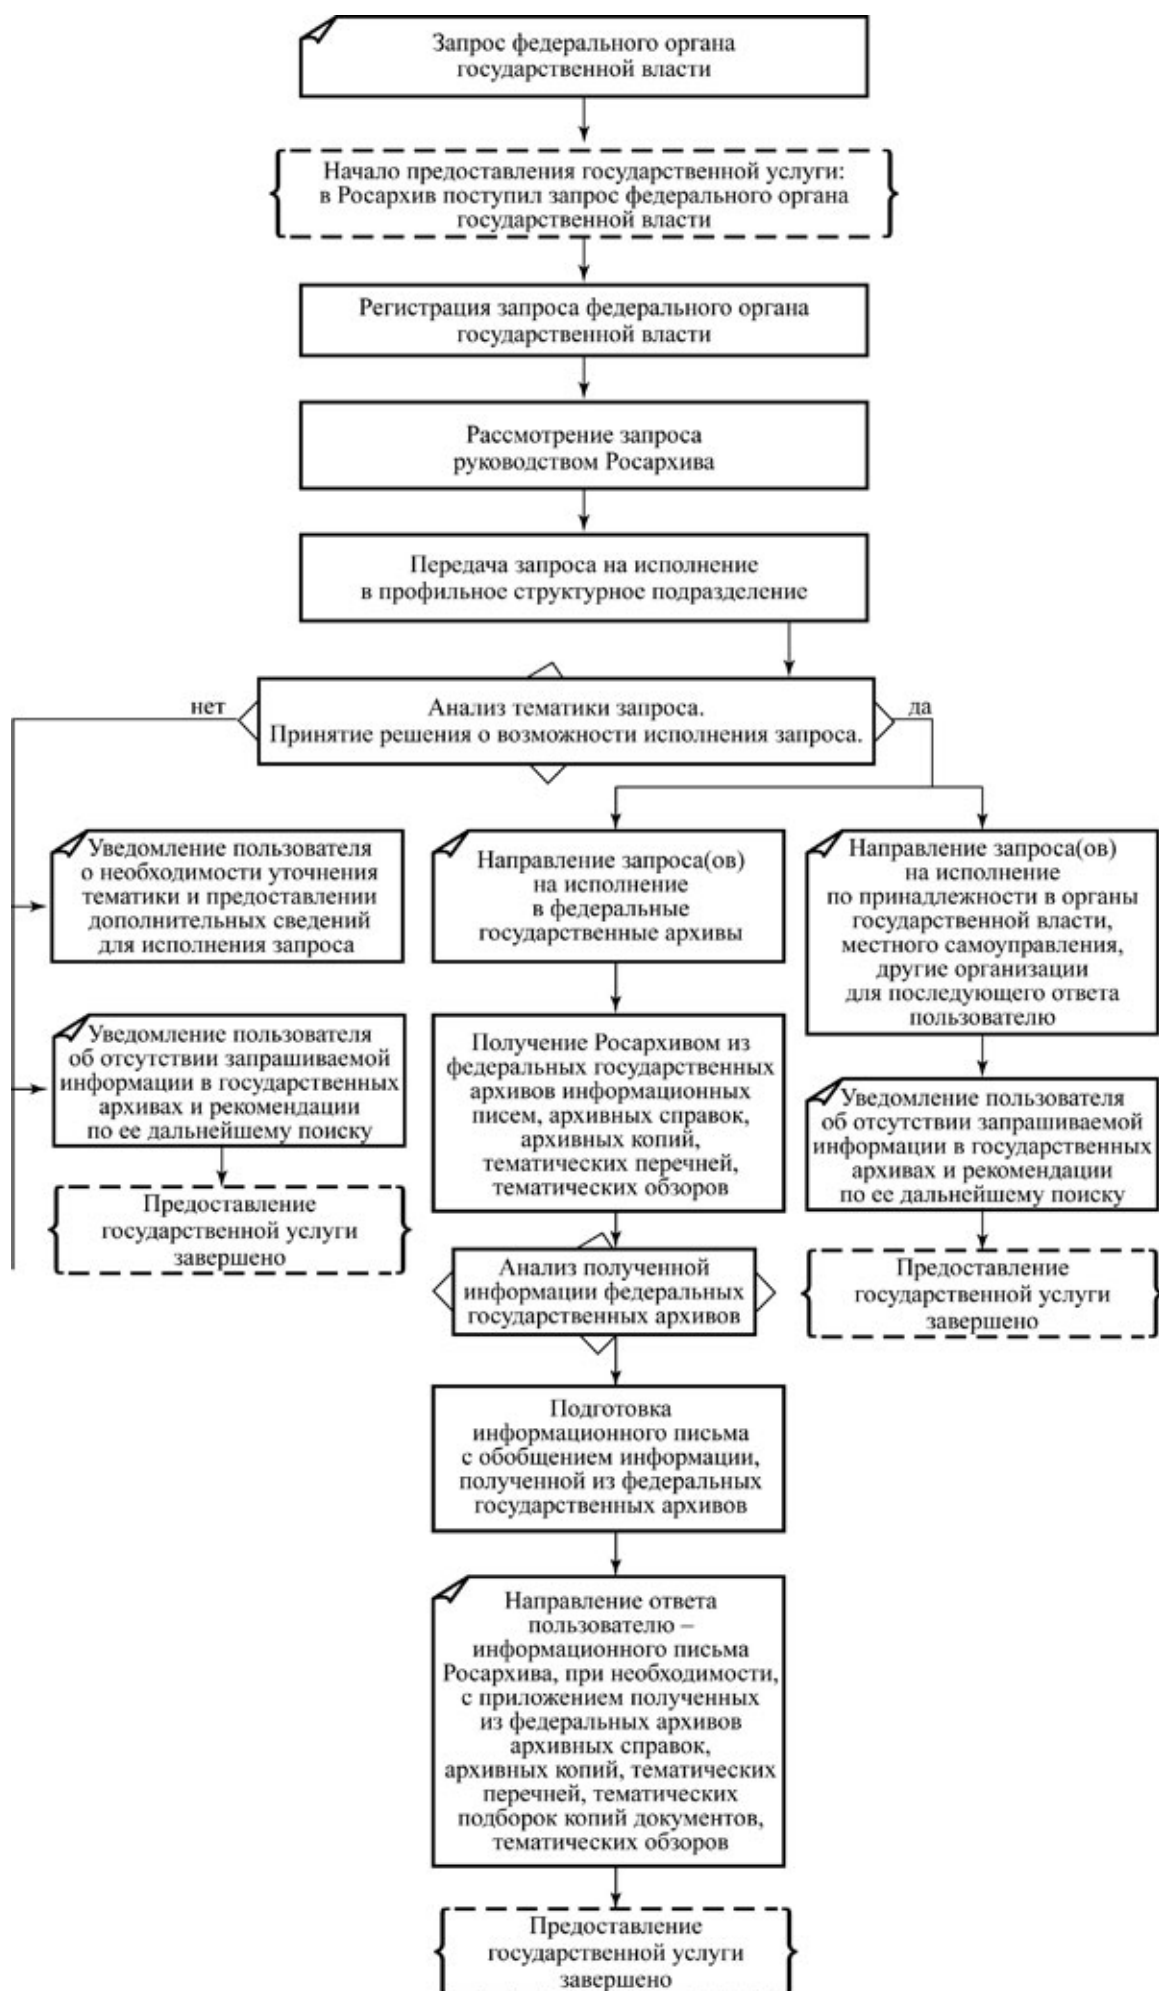 Запрос федерального органа
государственной власти
Начало предоставления государственной услуги:
в Росархив поступил запрос федерального органа
государственной власти
Регистрация запроса федерального органа
государственной власти
Рассмотрение запроса
руководством Росархива
Передача запроса на исполнение
в профильное структурное подразделение
нет
Анализ тематики запроса.
Принятие решения о возможности исполнения запроса.
да
Уведомление пользователя
о необходимости уточнения
тематики и предоставлении
дополнительных сведений
для исполнения запроса
Уведомление пользователя
об отсутствии запрашиваемой
информации в государственных
архивах и рекомендации
по ее дальнейшему поиску
Предоставление
государственной услуги
завершено
Направление запроса(ов)
на исполнение
в федеральные
государственные архивы
Получение Росархивом из
федеральных государственных
архивов информационных
писем, архивных справок,
архивных копий,
тематических перечней,
тематических обзоров
Анализ полученной
информации федеральных
государственных архивов
Подготовка
информационного письма
с обобщением информации,
полученной из федеральных
государственных архивов
Направление ответа
пользователю –
информационного письма
Росархива, при необходимости,
с приложением полученных
из федеральных архивов
архивных справок,
архивных копий, тематических
перечней, тематических
подборок копий документов,
тематических обзоров
Предоставление
государственной услуги
завершено
Направление запроса(ов)
на исполнение
по принадлежности в органы
государственной власти,
местного самоуправления,
другие организации
для последующего ответа
пользователю
Уведомление пользователя
об отсутствии запрашиваемой
информации в государственных
архивах и рекомендации
по ее дальнейшему поиску
Предоставление
государственной услуги
завершено